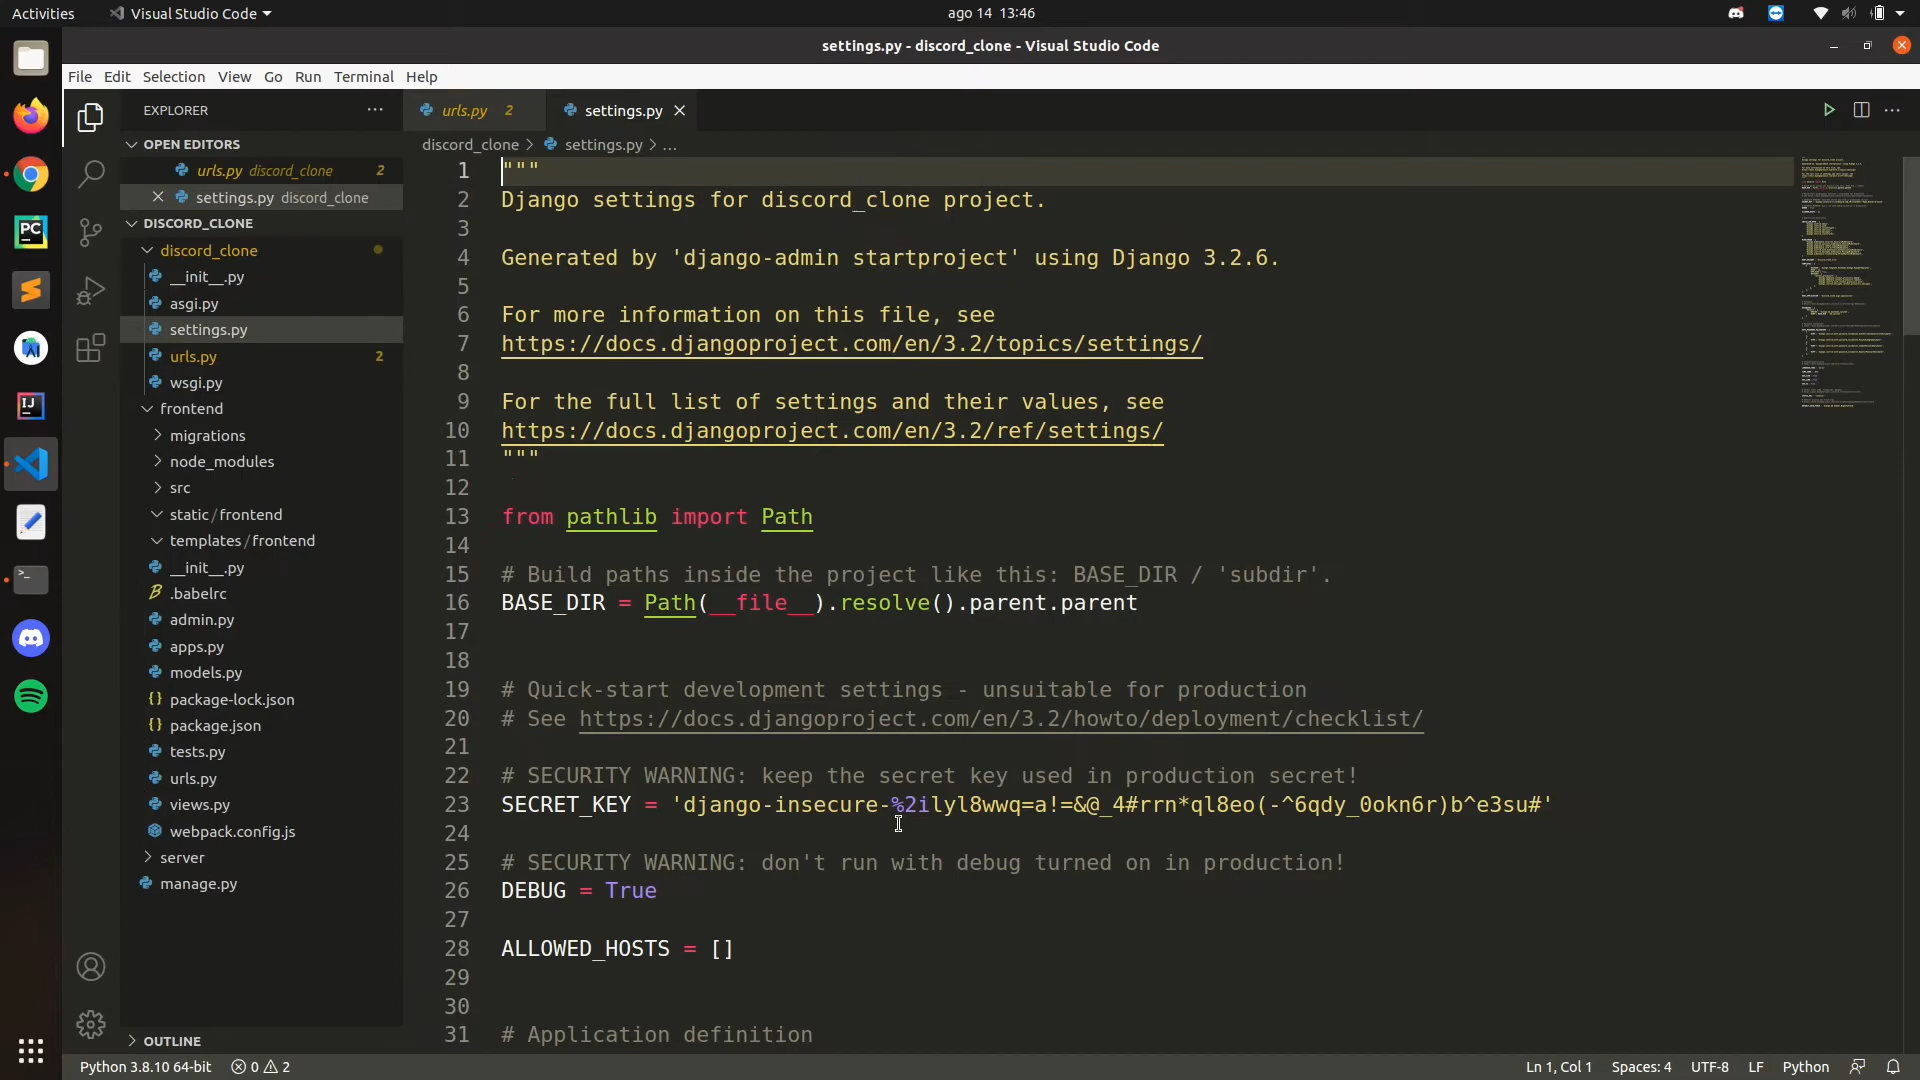 Activities
Visual Studio Code
ago 14 13:46
settings.py - discord_clone - Visual Studio Code
File Edit Selection View Go Run Terminal Help
EXPLORER
OPEN EDITORS
urls.py discord_clone 2
settings.py discord_clone
DISCORD_CLONE
discord_clone
__init__.py
asgi.py
settings.py
urls.py 2
wsgi.py
frontend
migrations
node_modules
src
static/frontend
templates/frontend
__init__.py
.babelrc
admin.py
apps.py
models.py
package-lock.json
package.json
tests.py
urls.py
views.py
webpack.config.js
server
manage.py
OUTLINE
urls.py 2
settings.py
discord_clone > settings.py > ...
1 """
2 Django settings for discord_clone project.
3
4 Generated by 'django-admin startproject' using Django 3.2.6.
5
6 For more information on this file, see
7 https://docs.djangoproject.com/en/3.2/topics/settings/
8
9 For the full list of settings and their values, see
10 https://docs.djangoproject.com/en/3.2/ref/settings/
11 """
12
13 from pathlib import Path
14
15 # Build paths inside the project like this: BASE_DIR / 'subdir'.
16 BASE_DIR = Path(__file__).resolve().parent.parent
17
18
19 # Quick-start development settings - unsuitable for production
20 # See https://docs.djangoproject.com/en/3.2/howto/deployment/checklist/
21
22 # SECURITY WARNING: keep the secret key used in production secret!
23 SECRET_KEY = 'django-insecure-%2ilyl8wwq=a!=&@_4#rrn*ql8eo(-^6qdy_0okn6r)b^e3su#'
24
25 # SECURITY WARNING: don't run with debug turned on in production!
26 DEBUG = True
27
28 ALLOWED_HOSTS = []
29
30
31 # Application definition
Python 3.8.10 64-bit 0 2
Ln 1, Col 1 Spaces: 4 UTF-8 LF Python